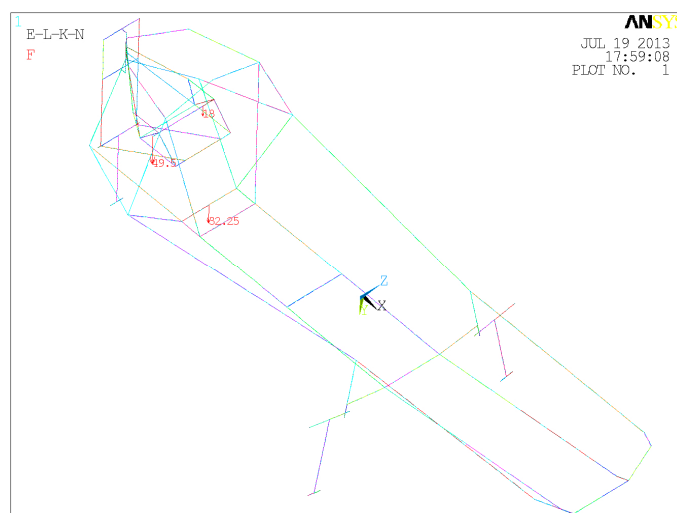 1
E-L-K-N
F
ANSYS
JUL 19 2013
17:59:08
PLOT NO. 1
18
49.5
82.25
Z
X
Y